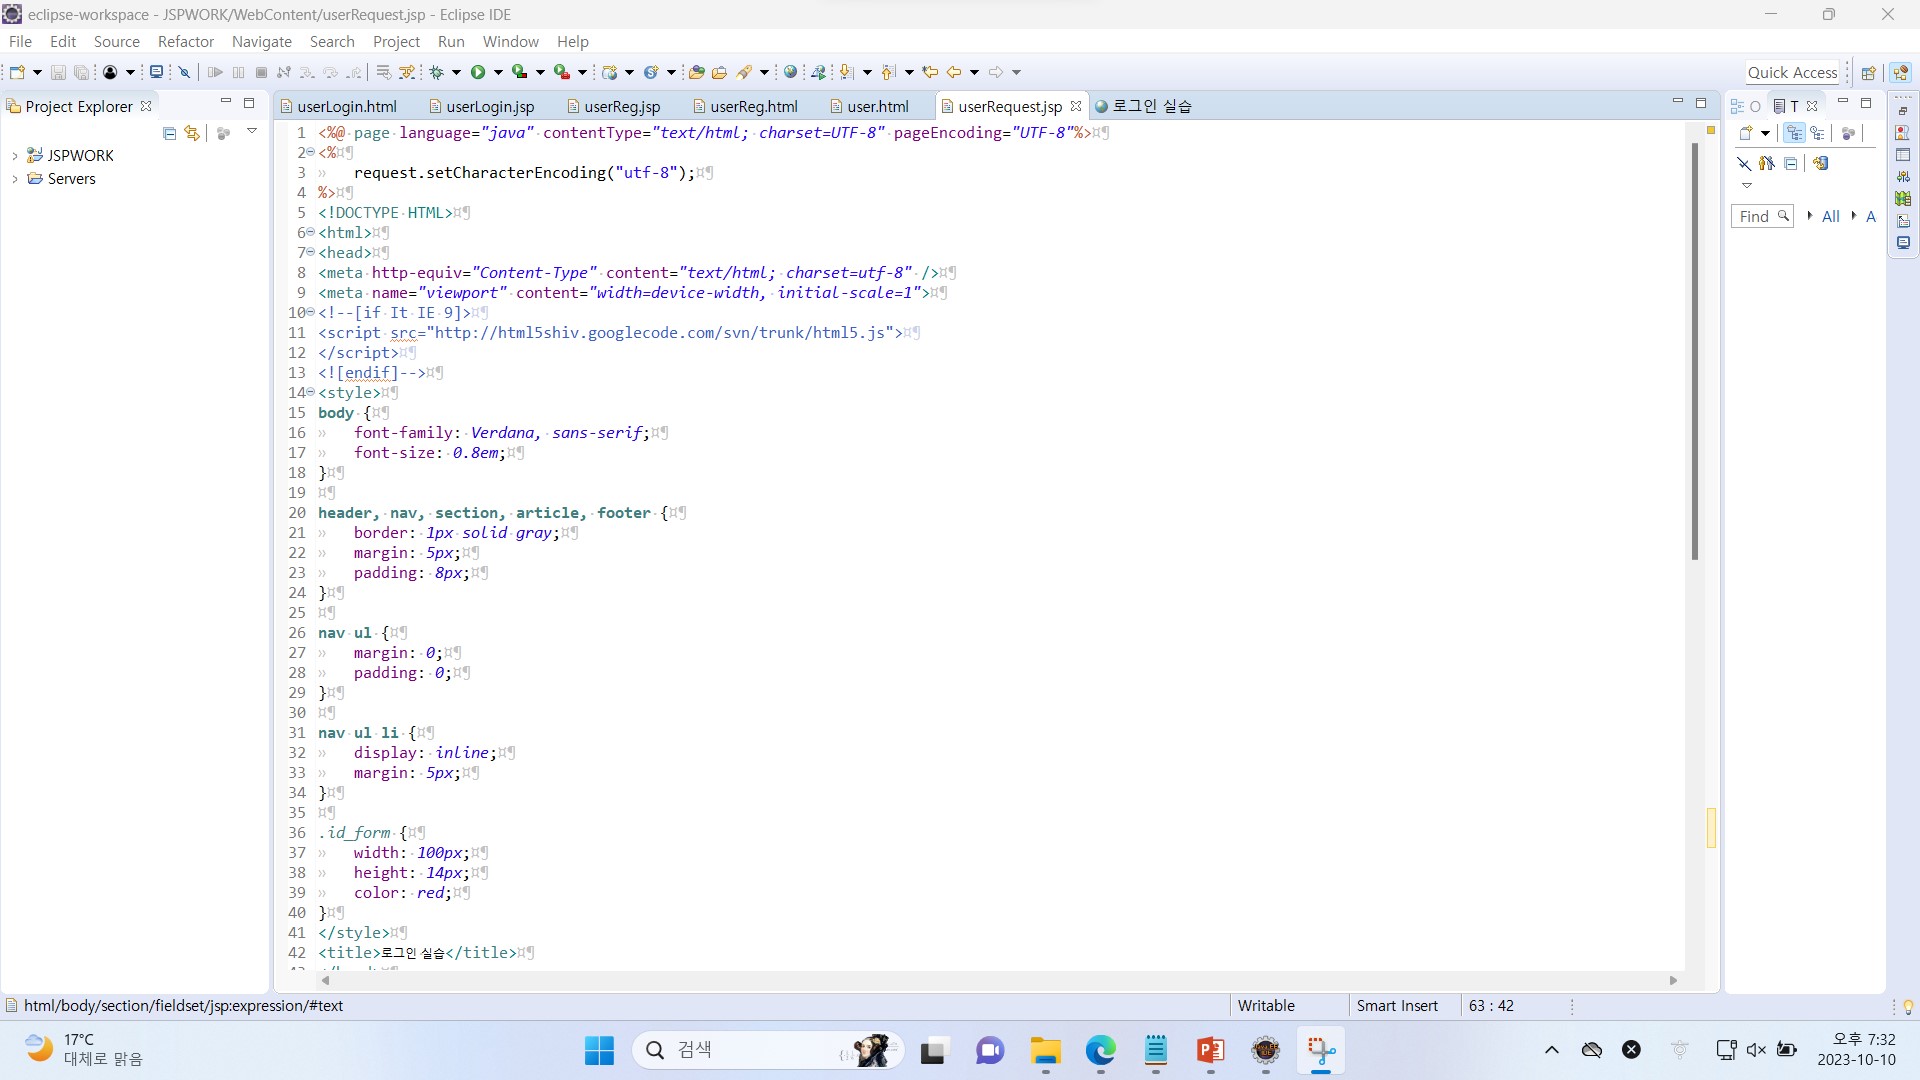 eclipse-workspace - JSPWORK/WebContent/userRequest.jsp - Eclipse IDE
File Edit Source Refactor Navigate Search Project Run Window Help
Quick Access
Project Explorer
userLogin.html userLogin.jsp userReg.jsp userReg.html user.html userRequest.jsp 로그인 실습
O T
JSPWORK
Servers
Find All A
1 <%@ page language="java" contentType="text/html; charset=UTF-8" pageEncoding="UTF-8"%>
2 <%
3 request.setCharacterEncoding("utf-8");
4 %>
5 <!DOCTYPE HTML>
6 <html>
7 <head>
8 <meta http-equiv="Content-Type" content="text/html; charset=utf-8" />
9 <meta name="viewport" content="width=device-width, initial-scale=1">
10 <!--[if It IE 9]>
11 <script src="http://html5shiv.googlecode.com/svn/trunk/html5.js">
12 </script>
13 <![endif]-->
14 <style>
15 body {
16 font-family: Verdana, sans-serif;
17 font-size: 0.8em;
18 }
19
20 header, nav, section, article, footer {
21 border: 1px solid gray;
22 margin: 5px;
23 padding: 8px;
24 }
25
26 nav ul {
27 margin: 0;
28 padding: 0;
29 }
30
31 nav ul li {
32 display: inline;
33 margin: 5px;
34 }
35
36 .id_form {
37 width: 100px;
38 height: 14px;
39 color: red;
40 }
41 </style>
42 <title>로그인 실습</title>
html/body/section/fieldset/jsp:expression/#text
Writable Smart Insert 63 : 42
17°C
대체로 맑음
검색
오후 7:32
2023-10-10